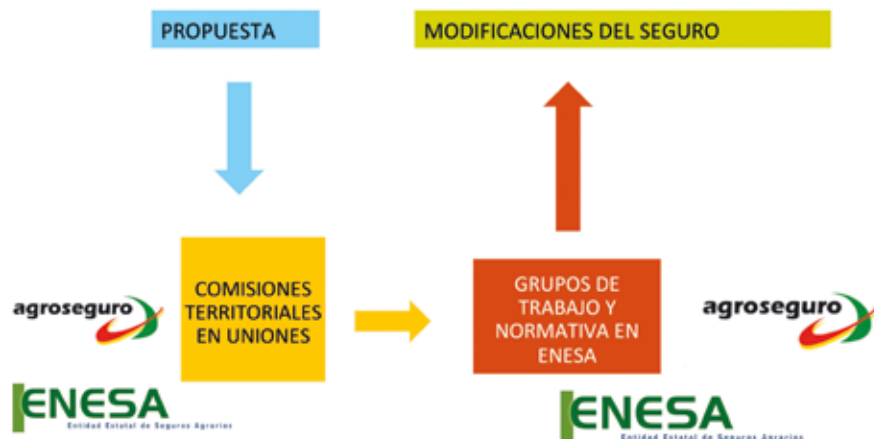 PROPUESTA
MODIFICACIONES DEL SEGURO
COMISIONES
TERRITORIALES
EN UNIONES
GRUPOS DE
TRABAJO Y
NORMATIVA EN
ENESA
agroseguro
agroseguro
ENESA
Entidad Estatal de Seguros Agrarios
ENESA
Entidad Estatal de Seguros Agrarios